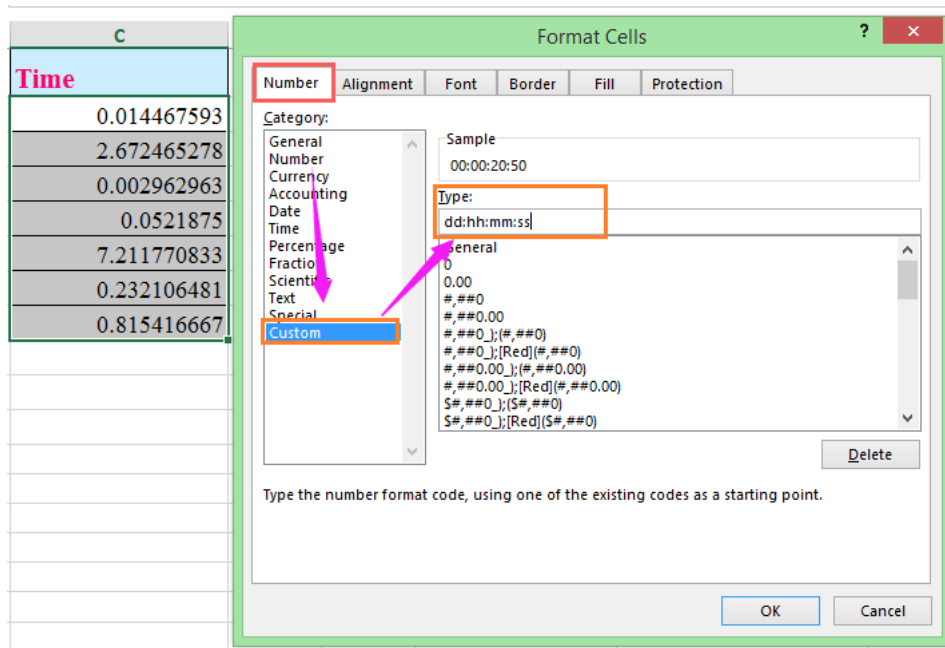 C
Time
0.014467593
2.672465278
0.002962963
0.0521875
7.211770833
0.232106481
0.815416667
Format Cells
?
×
Number
Alignment
Font
Border
Fill
Protection
Category:
General
Number
Currency
Accounting
Date
Time
Percentage
Fraction
Scientific
Text
Special
Custom
Sample
00:00:20:50
Type:
dd:hh:mm:ss
General
0
0.00
#,##0
#,##0.00
#,##0_);(#,##0)
#,##0_);[Red](#,##0)
#,##0.00_);(#,##0.00)
#,##0.00_);[Red](#,##0.00)
$#,##0_);($#,##0)
$#,##0_);[Red]($#,##0)
Delete
Type the number format code, using one of the existing codes as a starting point.
OK
Cancel